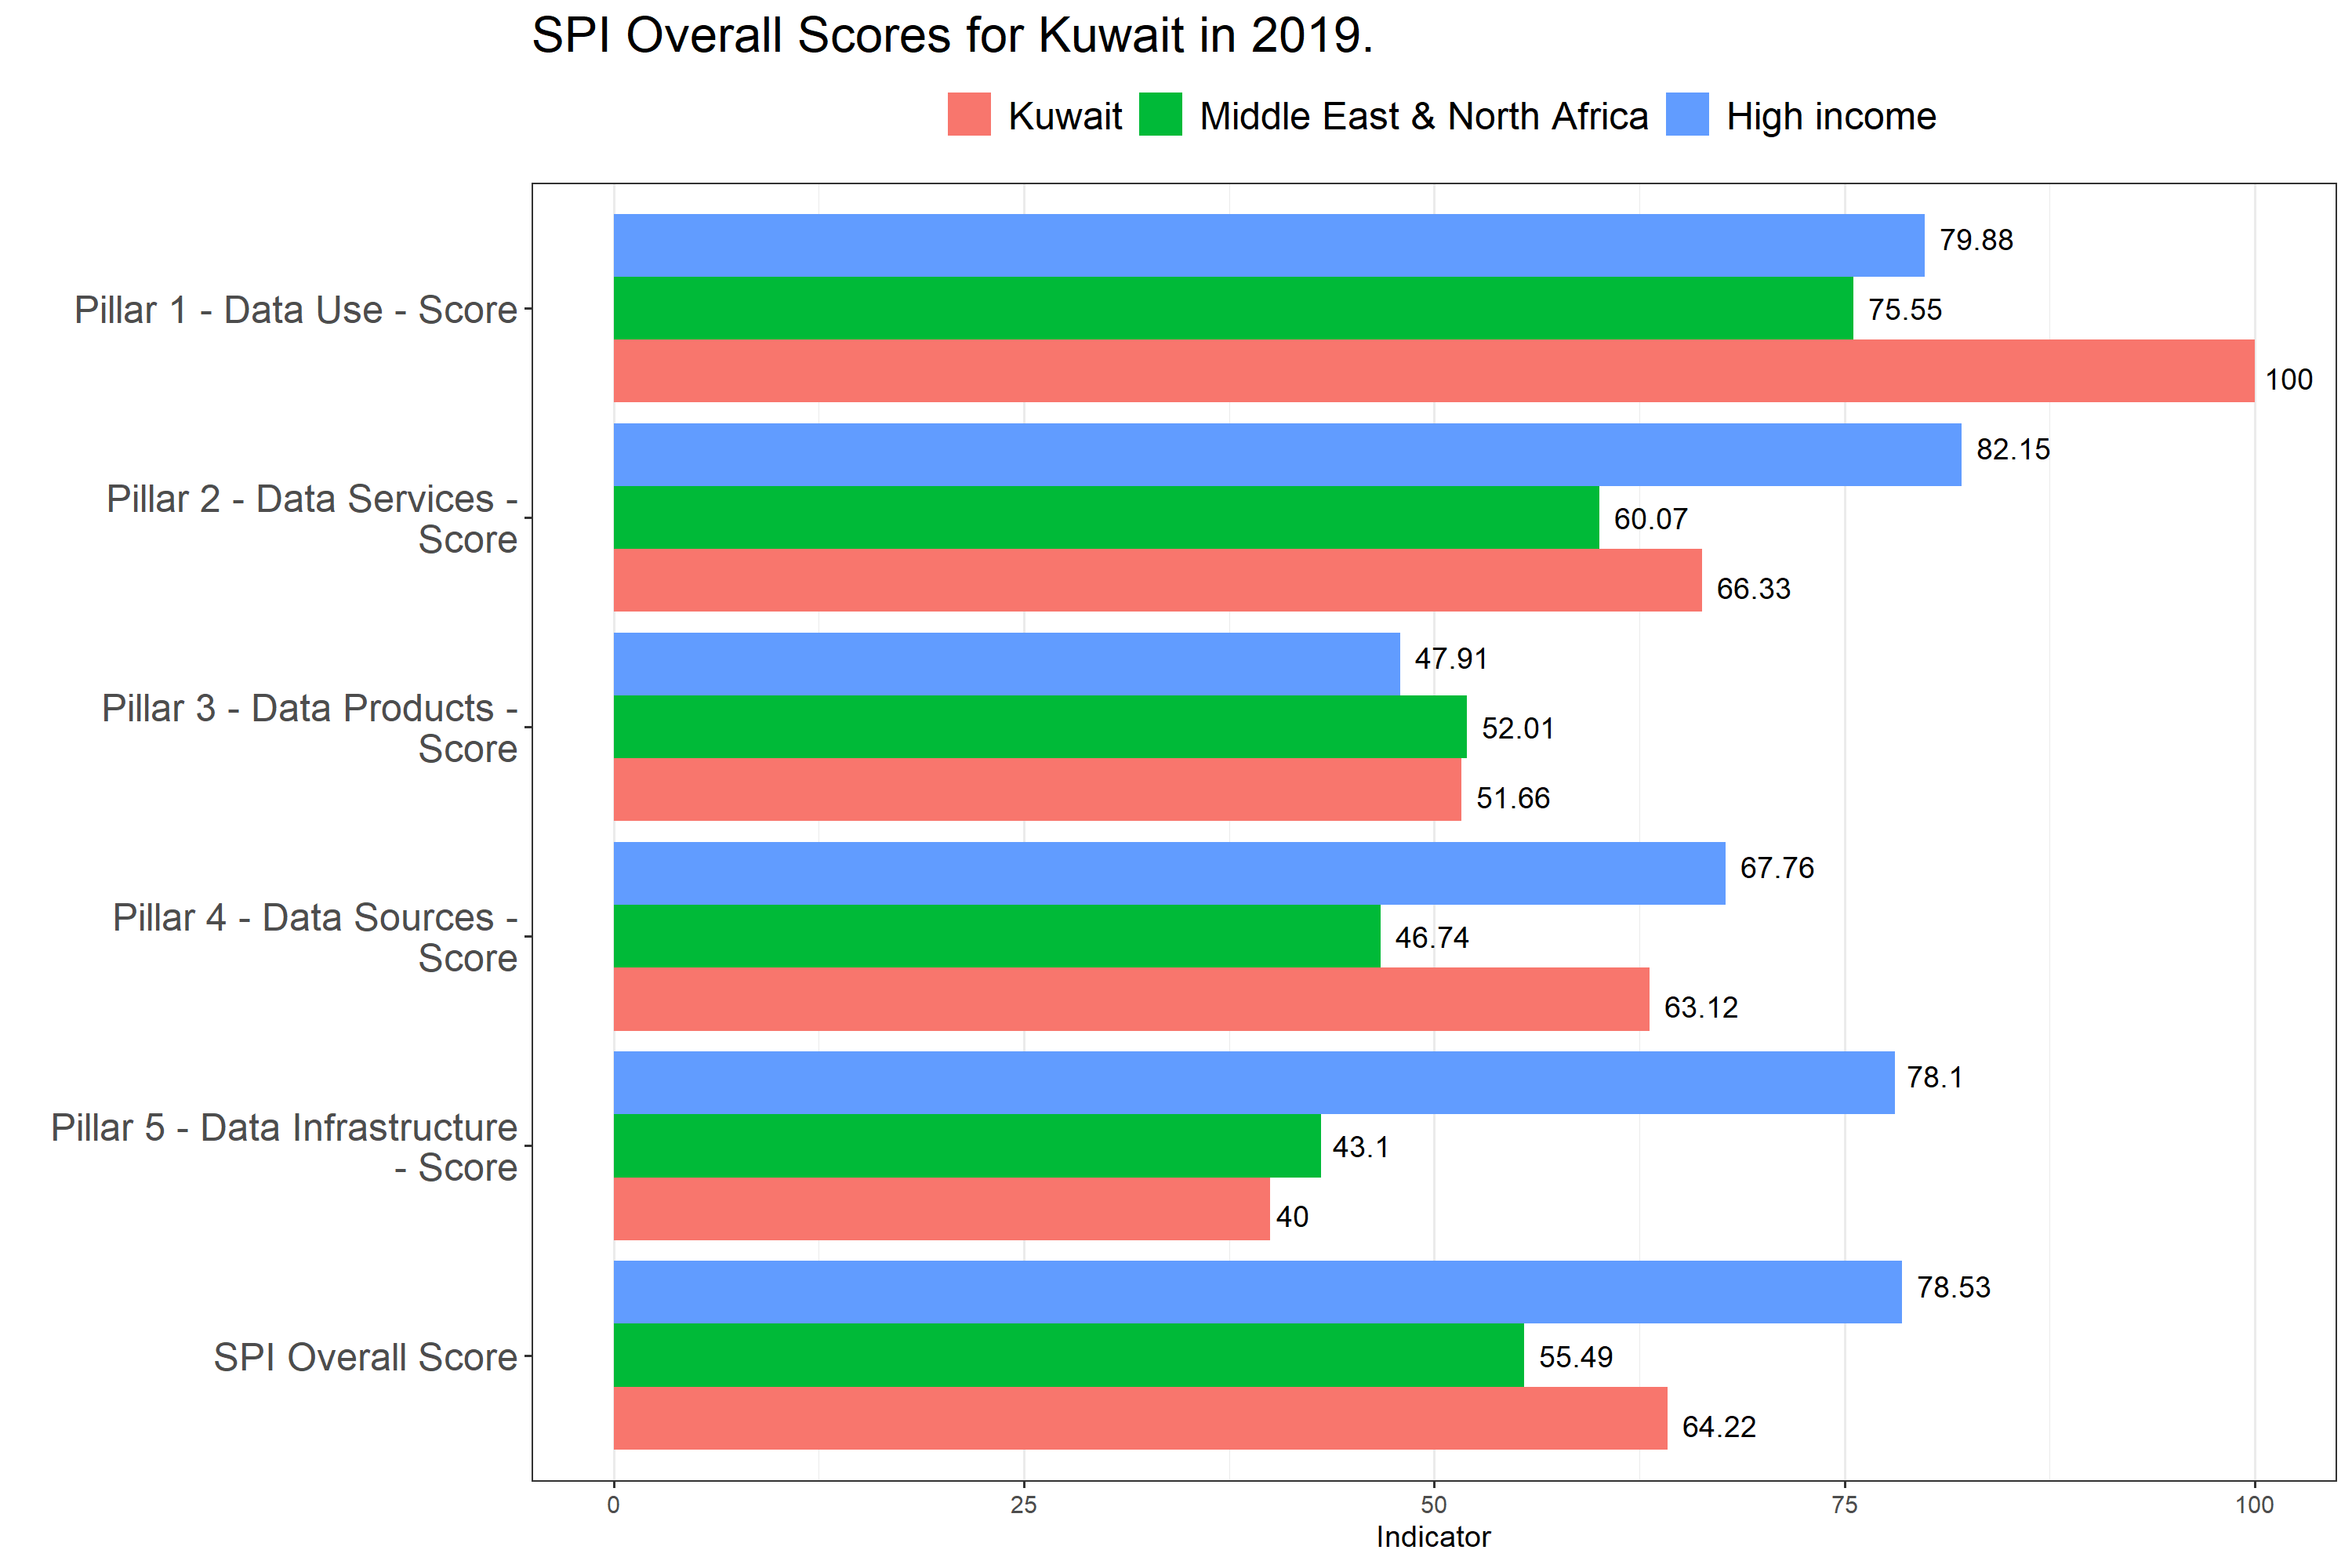 SPI Overall Scores for Kuwait in 2019.
Kuwait Middle East & North Africa High income
Pillar 1 - Data Use - Score
79.88
75.55
100
Pillar 2 - Data Services -
Score
82.15
60.07
66.33
Pillar 3 - Data Products -
Score
47.91
52.01
51.66
Pillar 4 - Data Sources -
Score
67.76
46.74
63.12
Pillar 5 - Data Infrastructure
- Score
78.1
43.1
40
SPI Overall Score
78.53
55.49
64.22
0 25 50 75 100
Indicator